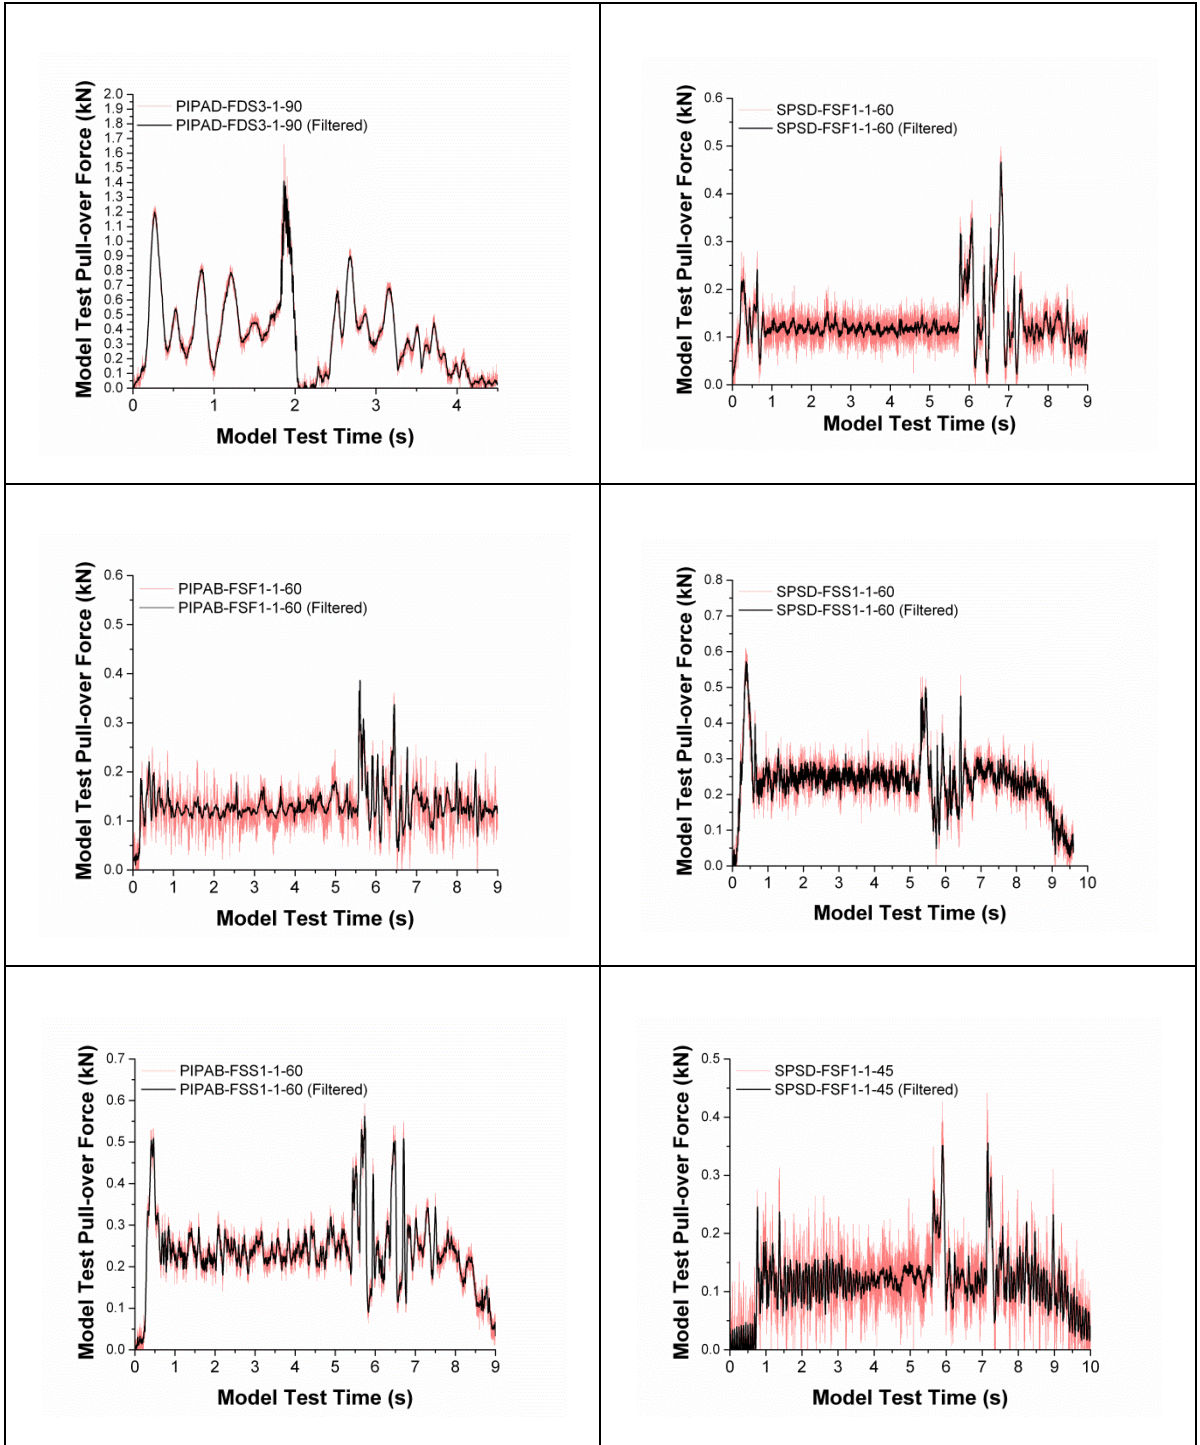 PIPAD-FDS3-1-90
PIPAD-FDS3-1-90 (Filtered)
Model Test Pull-over Force (kN)
2.0
1.9
1.8
1.7
1.6
1.5
1.4
1.3
1.2
1.1
1.0
0.9
0.8
0.7
0.6
0.5
0.4
0.3
0.2
0.1
0.0
0 1 2 3 4
Model Test Time (s)
SPSD-FSF1-1-60
SPSD-FSF1-1-60 (Filtered)
Model Test Pull-over Force (kN)
0.6
0.5
0.4
0.3
0.2
0.1
0.0
0 1 2 3 4 5 6 7 8 9
Model Test Time (s)
PIPAB-FSF1-1-60
PIPAB-FSF1-1-60 (Filtered)
Model Test Pull-over Force (kN)
0.6
0.5
0.4
0.3
0.2
0.1
0.0
0 1 2 3 4 5 6 7 8 9
Model Test Time (s)
SPSD-FSS1-1-60
SPSD-FSS1-1-60 (Filtered)
Model Test Pull-over Force (kN)
0.8
0.7
0.6
0.5
0.4
0.3
0.2
0.1
0.0
0 1 2 3 4 5 6 7 8 9 10
Model Test Time (s)
PIPAB-FSS1-1-60
PIPAB-FSS1-1-60 (Filtered)
Model Test Pull-over Force (kN)
0.7
0.6
0.5
0.4
0.3
0.2
0.1
0.0
0 1 2 3 4 5 6 7 8 9
Model Test Time (s)
SPSD-FSF1-1-45
SPSD-FSF1-1-45 (Filtered)
Model Test Pull-over Force (kN)
0.5
0.4
0.3
0.2
0.1
0.0
0 1 2 3 4 5 6 7 8 9 10
Model Test Time (s)